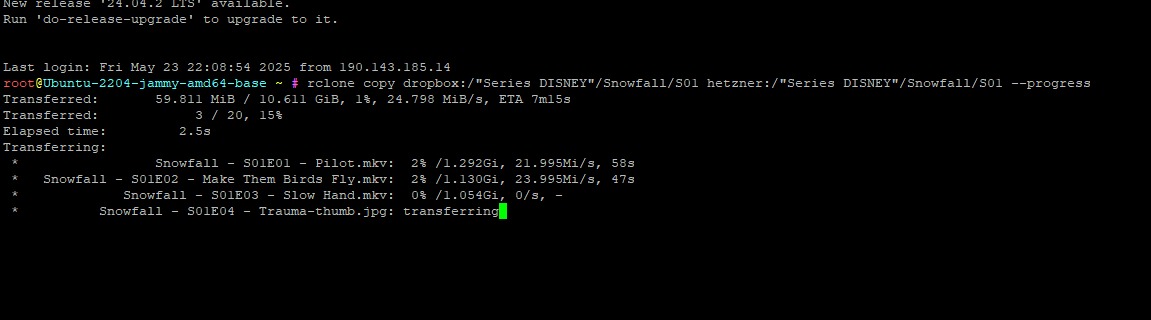 New release '24.04.2 LTS' available.
Run 'do-release-upgrade' to upgrade to it.
Last login: Fri May 23 22:08:54 2025 from 190.143.185.14
root@Ubuntu-2204-jammy-amd64-base ~ # rclone copy dropbox:/"Series DISNEY"/Snowfall/S01 hetzner:/"Series DISNEY"/Snowfall/S01 --progress
Transferred: 59.811 MiB / 10.611 GiB, 1%, 24.798 MiB/s, ETA 7m15s
Transferred: 3 / 20, 15%
Elapsed time: 2.5s
Transferring:
* Snowfall - S01E01 - Pilot.mkv: 2% /1.292Gi, 21.995Mi/s, 58s
* Snowfall - S01E02 - Make Them Birds Fly.mkv: 2% /1.130Gi, 23.995Mi/s, 47s
* Snowfall - S01E03 - Slow Hand.mkv: 0% /1.054Gi, 0/s, -
* Snowfall - S01E04 - Trauma-thumb.jpg: transferring